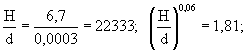 H/d = 6,7/0,0003 = 22333; (H/d)^0,06 = 1,81;